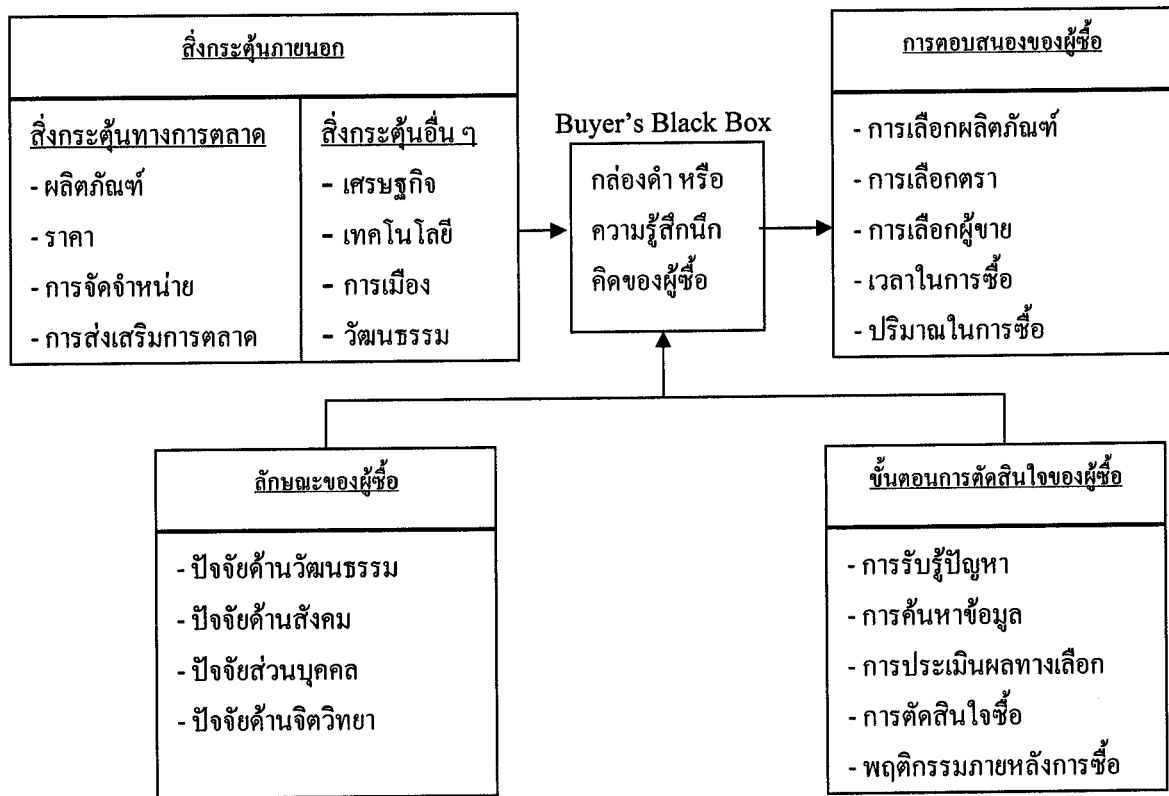 สิ่งกระตุ้นภายนอก
สิ่งกระตุ้นทางการตลาด
- ผลิตภัณฑ์
- ราคา
- การจัดจำหน่าย
- การส่งเสริมการตลาด
สิ่งกระตุ้นอื่น ๆ
- เศรษฐกิจ
- เทคโนโลยี
- การเมือง
- วัฒนธรรม
Buyer's Black Box
กล่องดำ หรือ
ความรู้สึกนึก
คิดของผู้ซื้อ
การตอบสนองของผู้ซื้อ
- การเลือกผลิตภัณฑ์
- การเลือกตรา
- การเลือกผู้ขาย
- เวลาในการซื้อ
- ปริมาณในการซื้อ
ลักษณะของผู้ซื้อ
- ปัจจัยด้านวัฒนธรรม
- ปัจจัยด้านสังคม
- ปัจจัยส่วนบุคคล
- ปัจจัยด้านจิตวิทยา
ขั้นตอนการตัดสินใจของผู้ซื้อ
- การรับรู้ปัญหา
- การค้นหาข้อมูล
- การประเมินผลทางเลือก
- การตัดสินใจซื้อ
- พฤติกรรมภายหลังการซื้อ